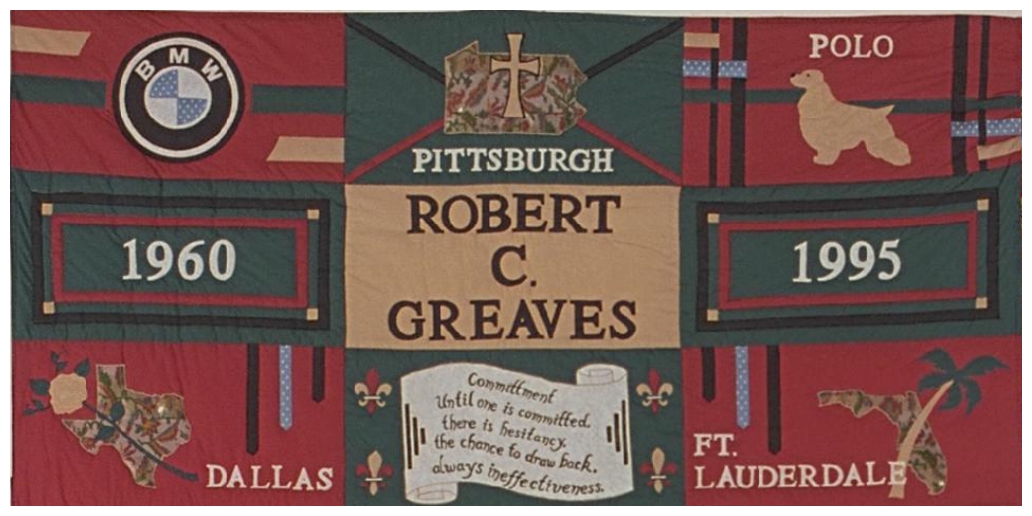 BMW
PITTSBURGH
POLO
1960
ROBERT
C.
GREAVES
1995
DALLAS
Committment
Until one is committed,
there is hesitancy,
the chance to draw back,
always ineffectiveness.
FT.
LAUDERDALE